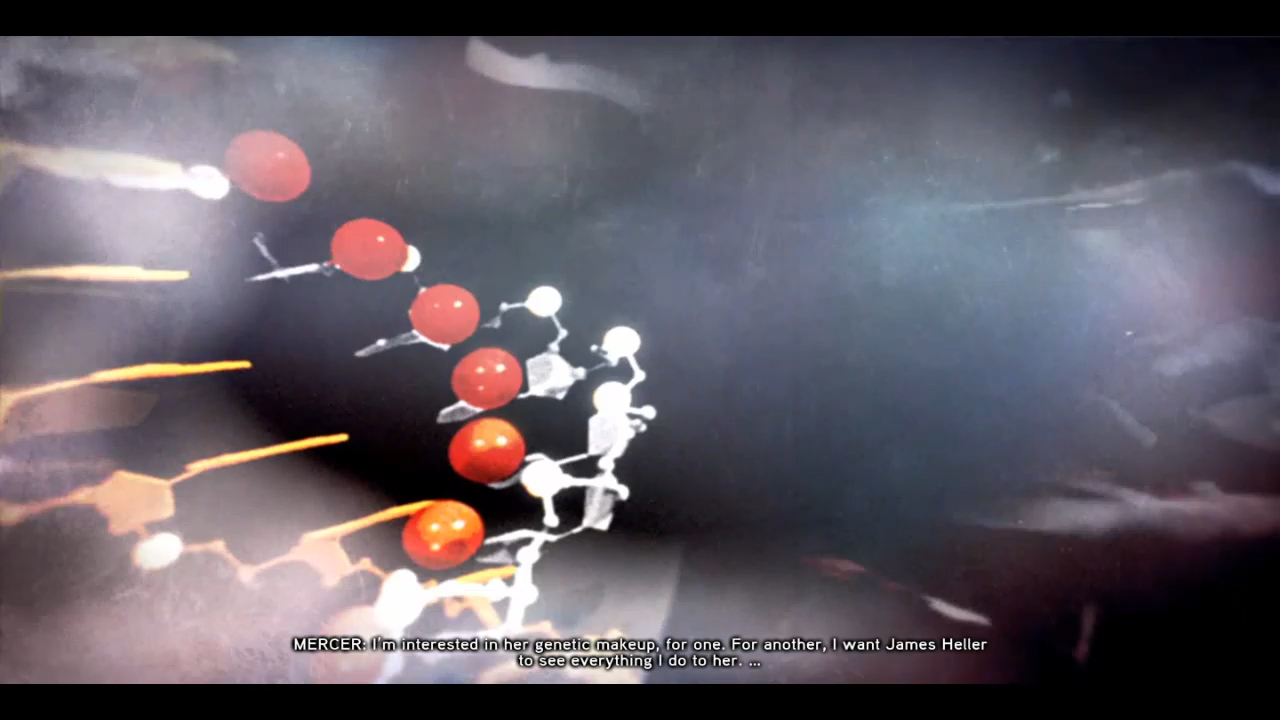 MERCER: I'm interested in her genetic makeup, for one. For another, I want James Heller
to see everything I do to her. ...